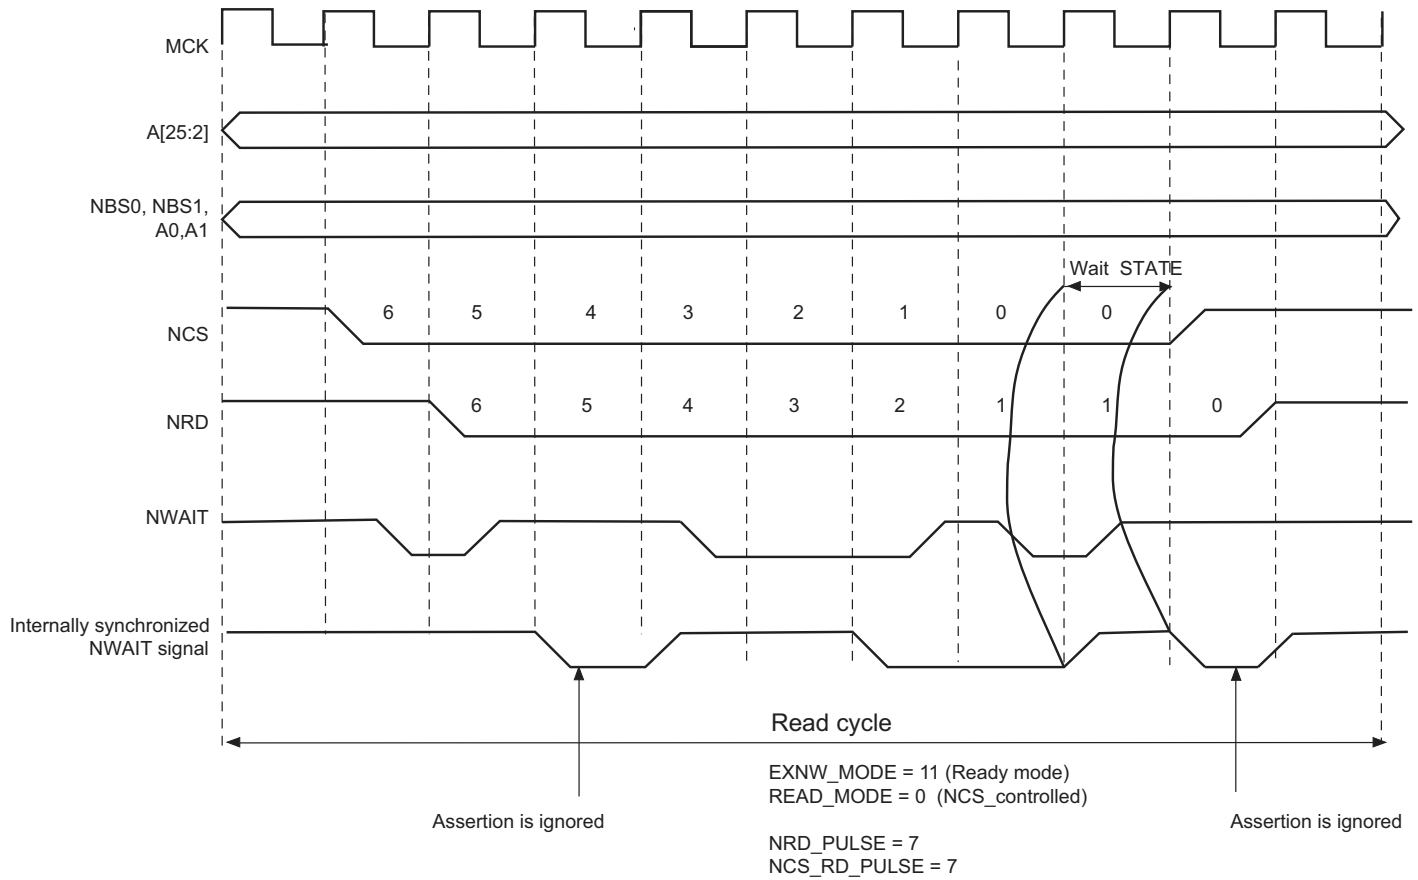 MCK
A[25:2]
NBS0, NBS1,
A0,A1
Wait STATE
NCS
6 5 4 3 2 1 0 0
NRD
6 5 4 3 2 1 1 0
NWAIT
Internally synchronized
NWAIT signal
Read cycle
EXNW_MODE = 11 (Ready mode)
READ_MODE = 0 (NCS_controlled)
Assertion is ignored
Assertion is ignored
NRD_PULSE = 7
NCS_RD_PULSE = 7